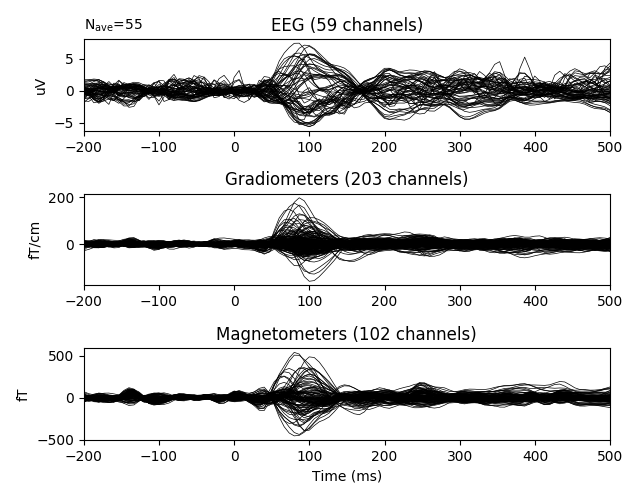 N_ave=55
EEG (59 channels)
5
0
−5
uV
−200 −100 0 100 200 300 400 500
Gradiometers (203 channels)
200
0
fT/cm
−200 −100 0 100 200 300 400 500
Magnetometers (102 channels)
500
0
−500
fT
−200 −100 0 100 200 300 400 500
Time (ms)